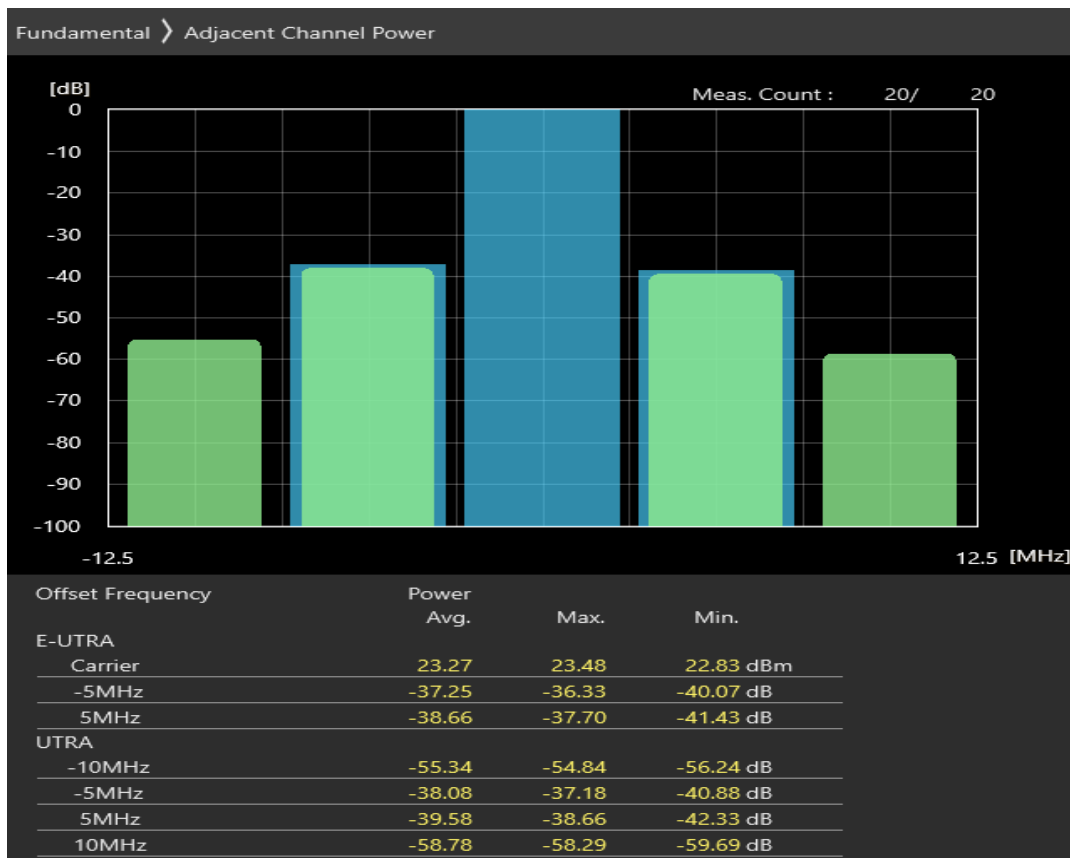 Fundamental 〉 Adjacent Channel Power
[dB]
Meas. Count : 20/ 20
0
-10
-20
-30
-40
-50
-60
-70
-80
-90
-100
-12.5 12.5 [MHz]
Offset Frequency Power
Avg. Max. Min.
E-UTRA
Carrier 23.27 23.48 22.83 dBm
-5MHz -37.25 -36.33 -40.07 dB
5MHz -38.66 -37.70 -41.43 dB
UTRA
-10MHz -55.34 -54.84 -56.24 dB
-5MHz -38.08 -37.18 -40.88 dB
5MHz -39.58 -38.66 -42.33 dB
10MHz -58.78 -58.29 -59.69 dB